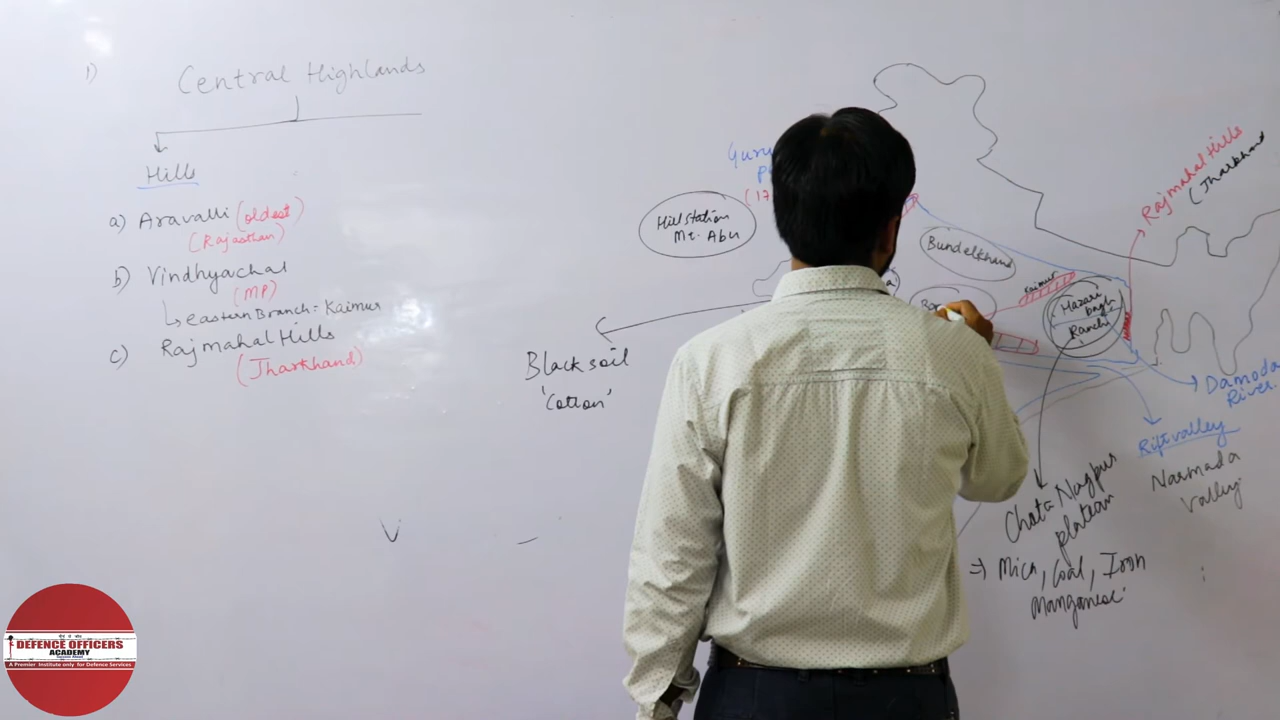 1)
Central Highlands
Hills
a) Aravalli (oldest)
(Rajasthan)
b) Vindhyachal
(MP)
↳ eastern Branch = Kaimur
c) Rajmahal Hills
(Jharkhand)
Hill station
Mt. Abu
Black soil
'Cotton'
Bundelkhand
Kaimur
Hazari
bagh
Ranchi
Rajmahal Hills
(Jharkhand
Damoda
River
Rift valley
Narmada
Valley
Chota Nagpur
plateau
⇒ Mica, Coal, Iron
Manganese
DEFENCE OFFICERS
ACADEMY
A Premier Institute only for Defence Services